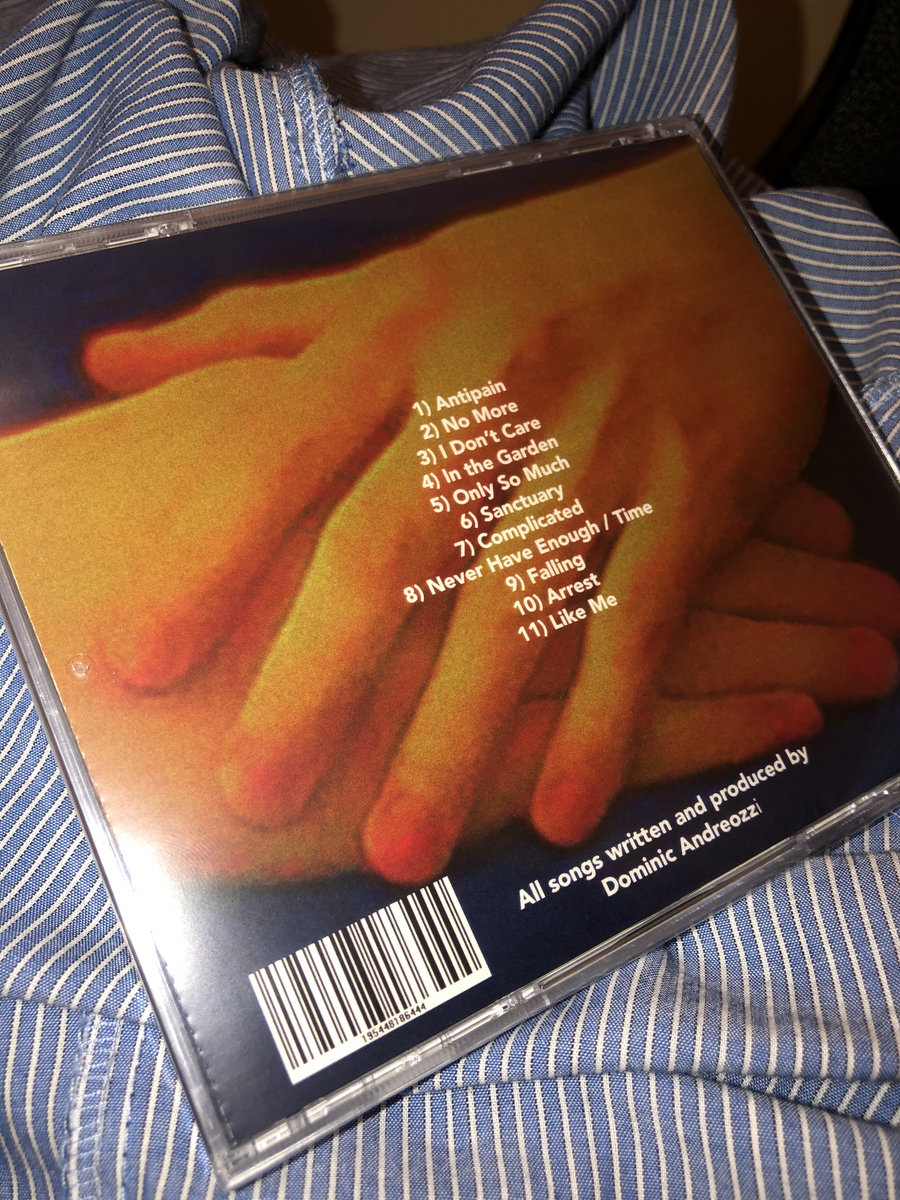 1) Antipain
2) No More
3) I Don't Care
4) In the Garden
5) Only So Much
6) Sanctuary
7) Complicated
8) Never Have Enough / Time
9) Falling
10) Arrest
11) Like Me
All songs written and produced by
Dominic Andreozzi
195448186444